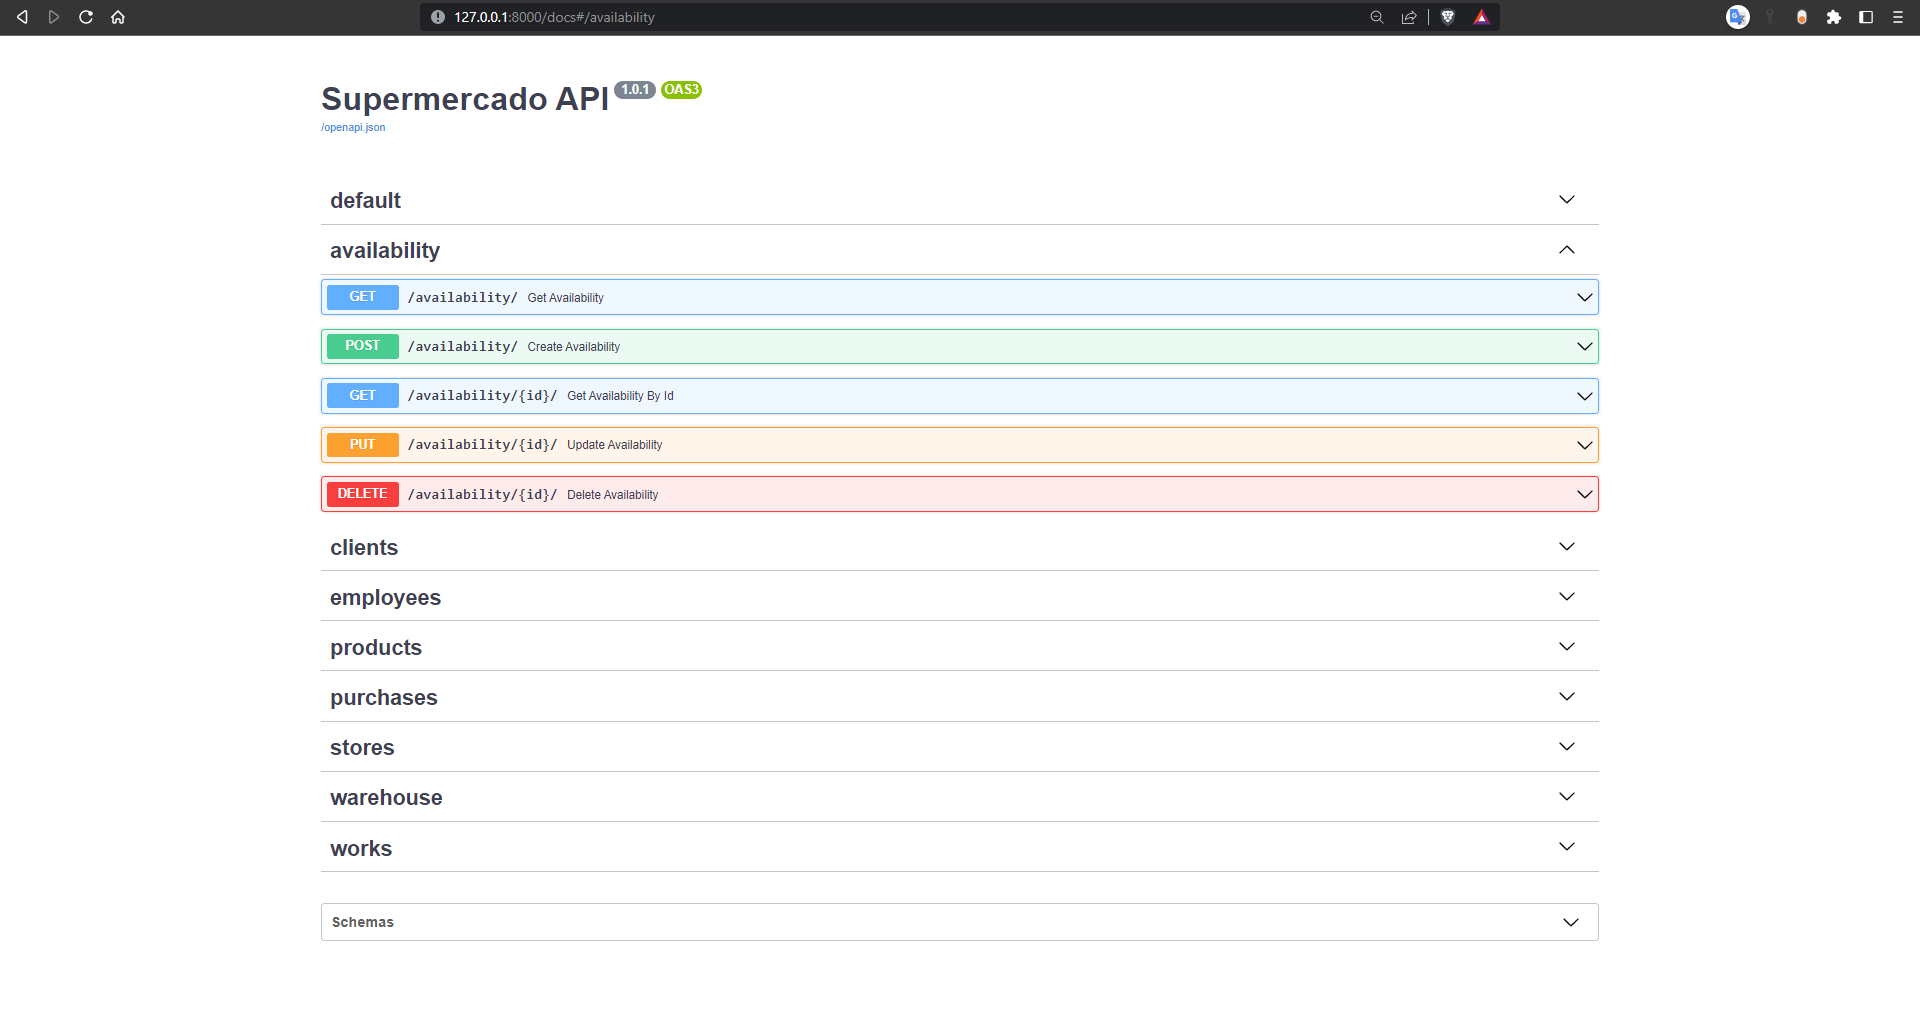 127.0.0.1:8000/docs#/availability
Supermercado API 1.0.1 OAS3
/openapi.json
default
availability
GET /availability/ Get Availability
POST /availability/ Create Availability
GET /availability/{id}/ Get Availability By Id
PUT /availability/{id}/ Update Availability
DELETE /availability/{id}/ Delete Availability
clients
employees
products
purchases
stores
warehouse
works
Schemas